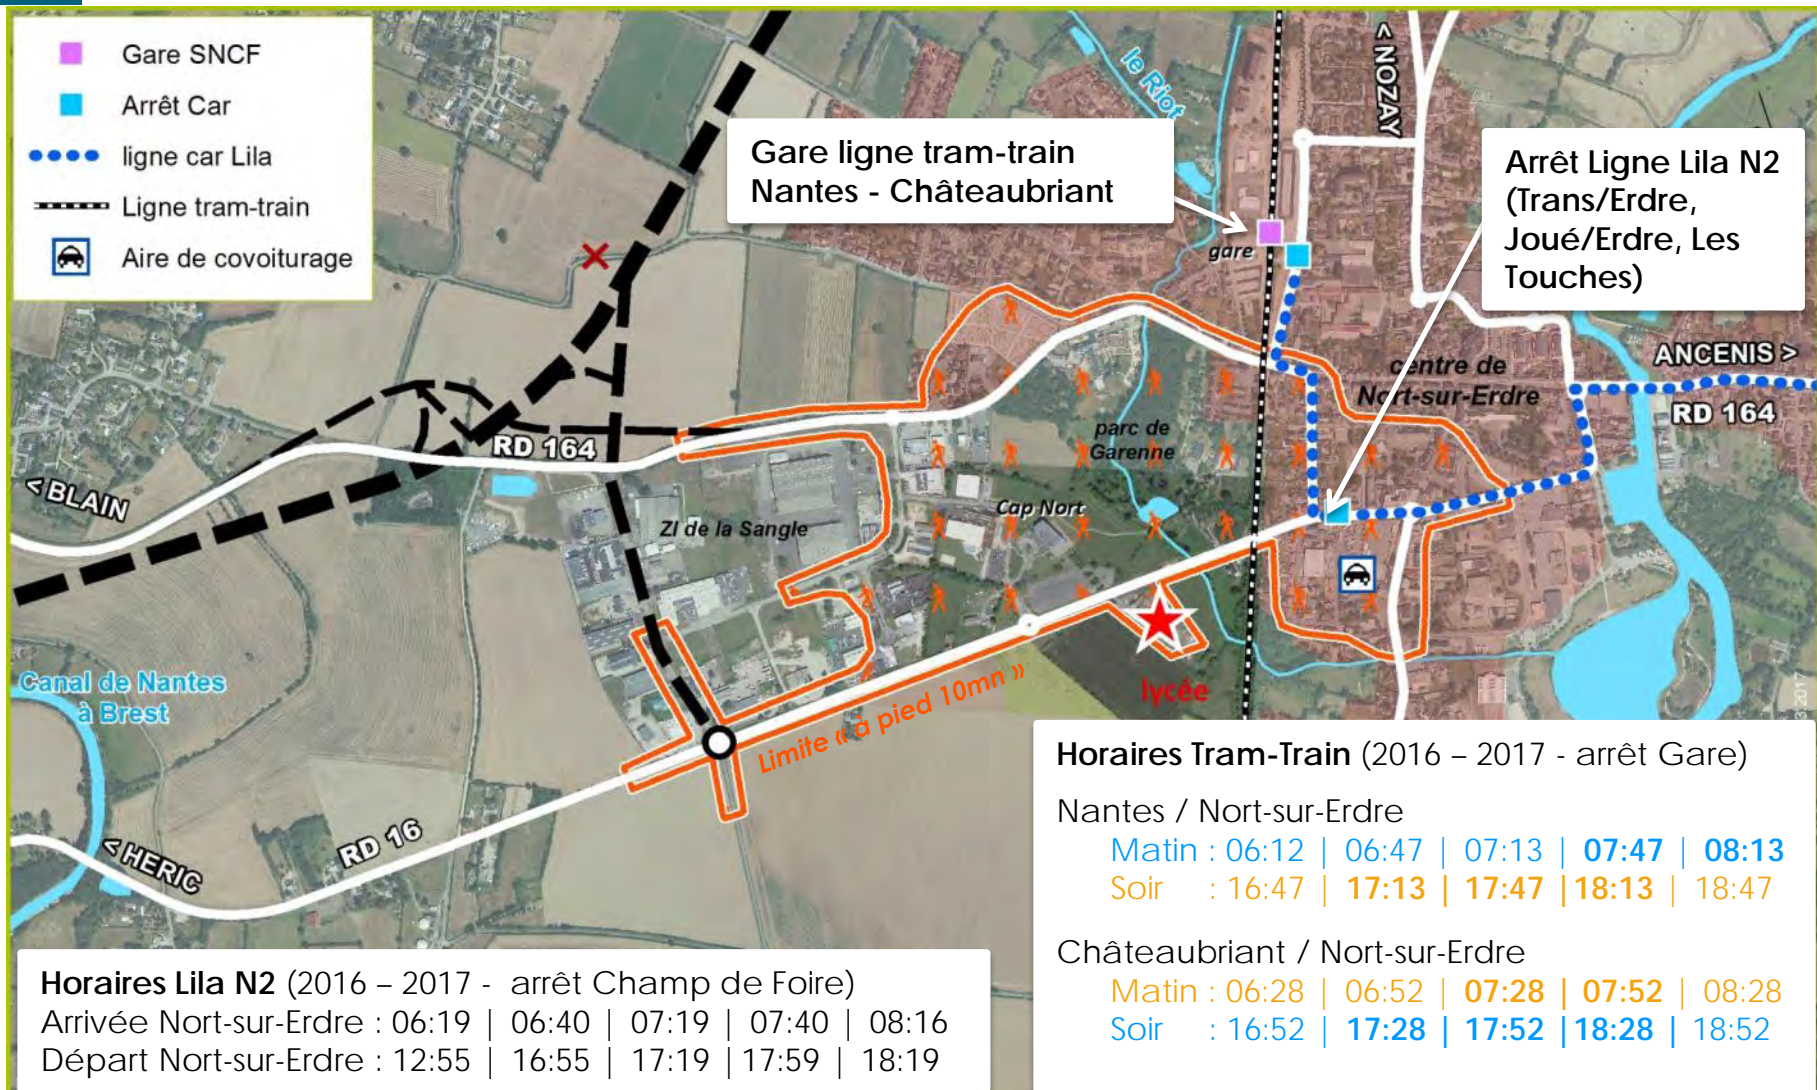 Gare SNCF
Arrêt Car
ligne car Lila
Ligne tram-train
Aire de covoiturage
le Riot
< NOZAY
Gare ligne tram-train
Nantes - Châteaubriant
Arrêt Ligne Lila N2
(Trans/Erdre,
Joué/Erdre, Les
Touches)
gare
centre de
Nort-sur-Erdre
ANCENIS >
RD 164
parc de
Garenne
RD 164
< BLAIN
Cap Nort
ZI de la Sangle
Canal de Nantes
à Brest
lycée
Limite « à pied 10mn »
RD 16
< HERIC
Horaires Tram-Train (2016 – 2017 - arrêt Gare)
Nantes / Nort-sur-Erdre
Matin : 06:12 | 06:47 | 07:13 | 07:47 | 08:13
Soir : 16:47 | 17:13 | 17:47 | 18:13 | 18:47
Châteaubriant / Nort-sur-Erdre
Matin : 06:28 | 06:52 | 07:28 | 07:52 | 08:28
Soir : 16:52 | 17:28 | 17:52 | 18:28 | 18:52
Horaires Lila N2 (2016 – 2017 - arrêt Champ de Foire)
Arrivée Nort-sur-Erdre : 06:19 | 06:40 | 07:19 | 07:40 | 08:16
Départ Nort-sur-Erdre : 12:55 | 16:55 | 17:19 | 17:59 | 18:19